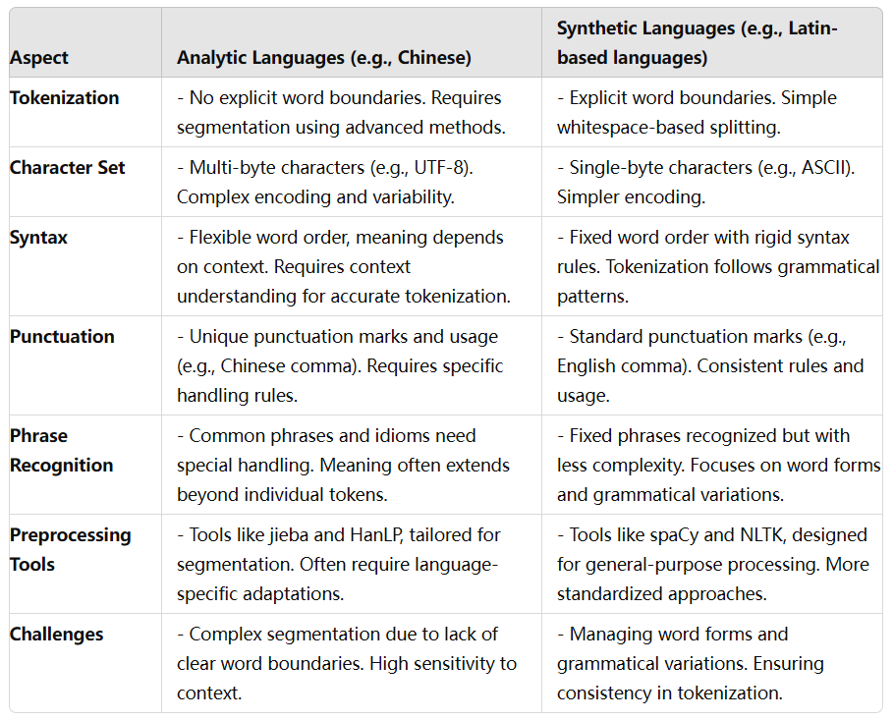 Aspect
Analytic Languages (e.g., Chinese)
Synthetic Languages (e.g., Latin-
based languages)
Tokenization
- No explicit word boundaries. Requires
segmentation using advanced methods.
- Explicit word boundaries. Simple
whitespace-based splitting.
Character Set
- Multi-byte characters (e.g., UTF-8).
Complex encoding and variability.
- Single-byte characters (e.g., ASCII).
Simpler encoding.
Syntax
- Flexible word order, meaning depends
on context. Requires context
understanding for accurate tokenization.
- Fixed word order with rigid syntax
rules. Tokenization follows grammatical
patterns.
Punctuation
- Unique punctuation marks and usage
(e.g., Chinese comma). Requires specific
handling rules.
- Standard punctuation marks (e.g.,
English comma). Consistent rules and
usage.
Phrase
Recognition
- Common phrases and idioms need
special handling. Meaning often extends
beyond individual tokens.
- Fixed phrases recognized but with
less complexity. Focuses on word forms
and grammatical variations.
Preprocessing
Tools
- Tools like jieba and HanLP, tailored for
segmentation. Often require language-
specific adaptations.
- Tools like spaCy and NLTK, designed
for general-purpose processing. More
standardized approaches.
Challenges
- Complex segmentation due to lack of
clear word boundaries. High sensitivity to
context.
- Managing word forms and
grammatical variations. Ensuring
consistency in tokenization.